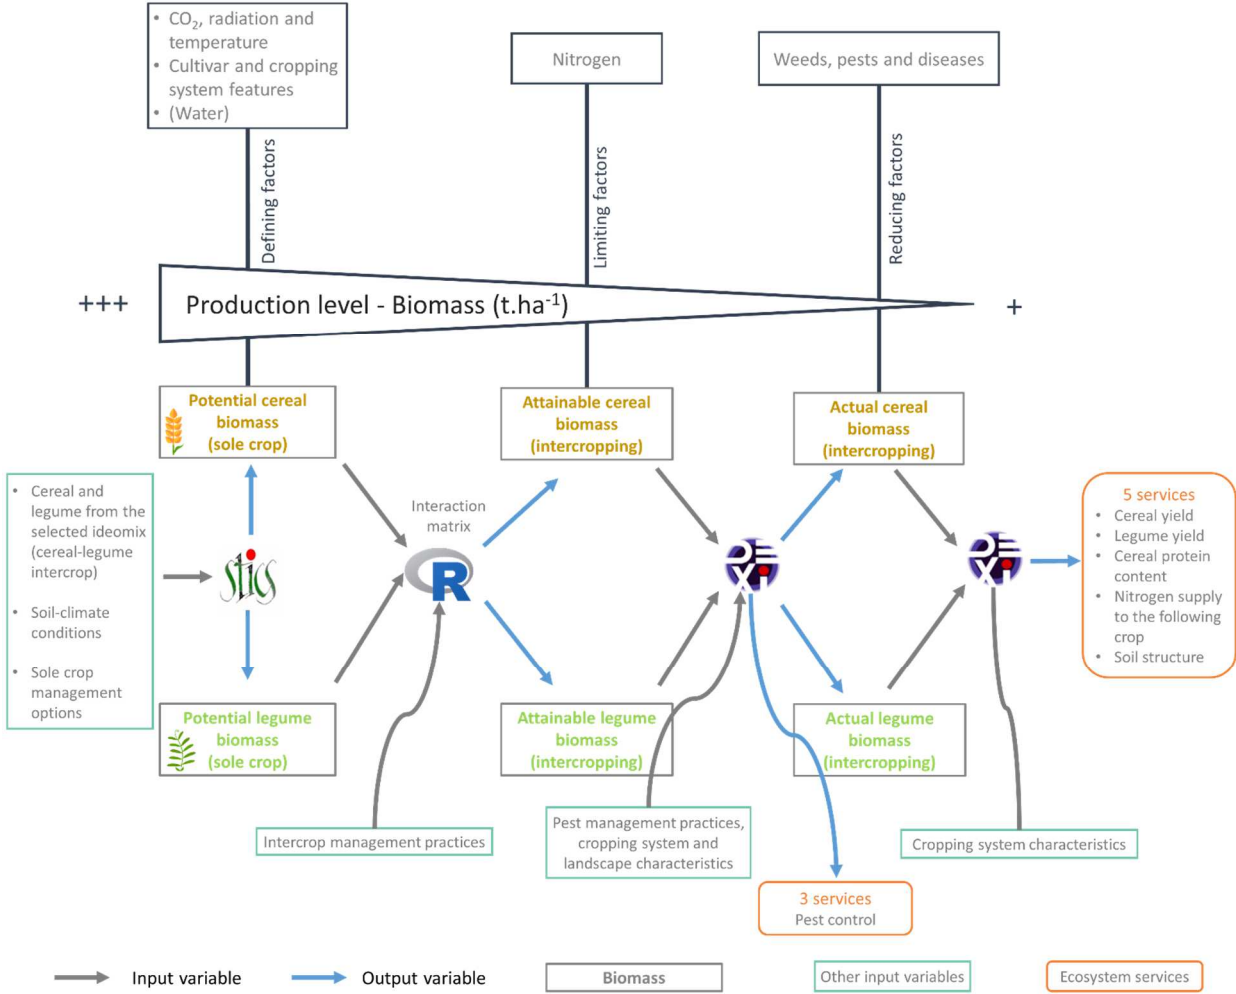 • CO₂, radiation and
temperature
• Cultivar and cropping
system features
• (Water)
Nitrogen
Weeds, pests and diseases
Defining factors
Limiting factors
Reducing factors
+++
Production level - Biomass (t.ha⁻¹)
+
Potential cereal
biomass
(sole crop)
Attainable cereal
biomass
(intercropping)
Actual cereal
biomass
(intercropping)
• Cereal and
legume from the
selected ideomix
(cereal-legume
intercrop)
• Soil-climate
conditions
• Sole crop
management
options
stics
Interaction
matrix
R
DEXi
DEXi
5 services
• Cereal yield
• Legume yield
• Cereal protein
content
• Nitrogen supply
to the following
crop
• Soil structure
Potential legume
biomass
(sole crop)
Attainable legume
biomass
(intercropping)
Actual legume
biomass
(intercropping)
Intercrop management practices
Pest management practices,
cropping system and
landscape characteristics
Cropping system characteristics
3 services
Pest control
Input variable
Output variable
Biomass
Other input variables
Ecosystem services